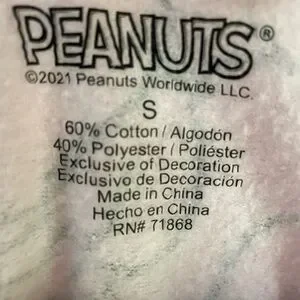 PEANUTS®
©2021 Peanuts Worldwide LLC.
S
60% Cotton / Algodón
40% Polyester / Poliéster
Exclusive of Decoration
Exclusivo de Decoración
Made in China
Hecho en China
RN# 71868